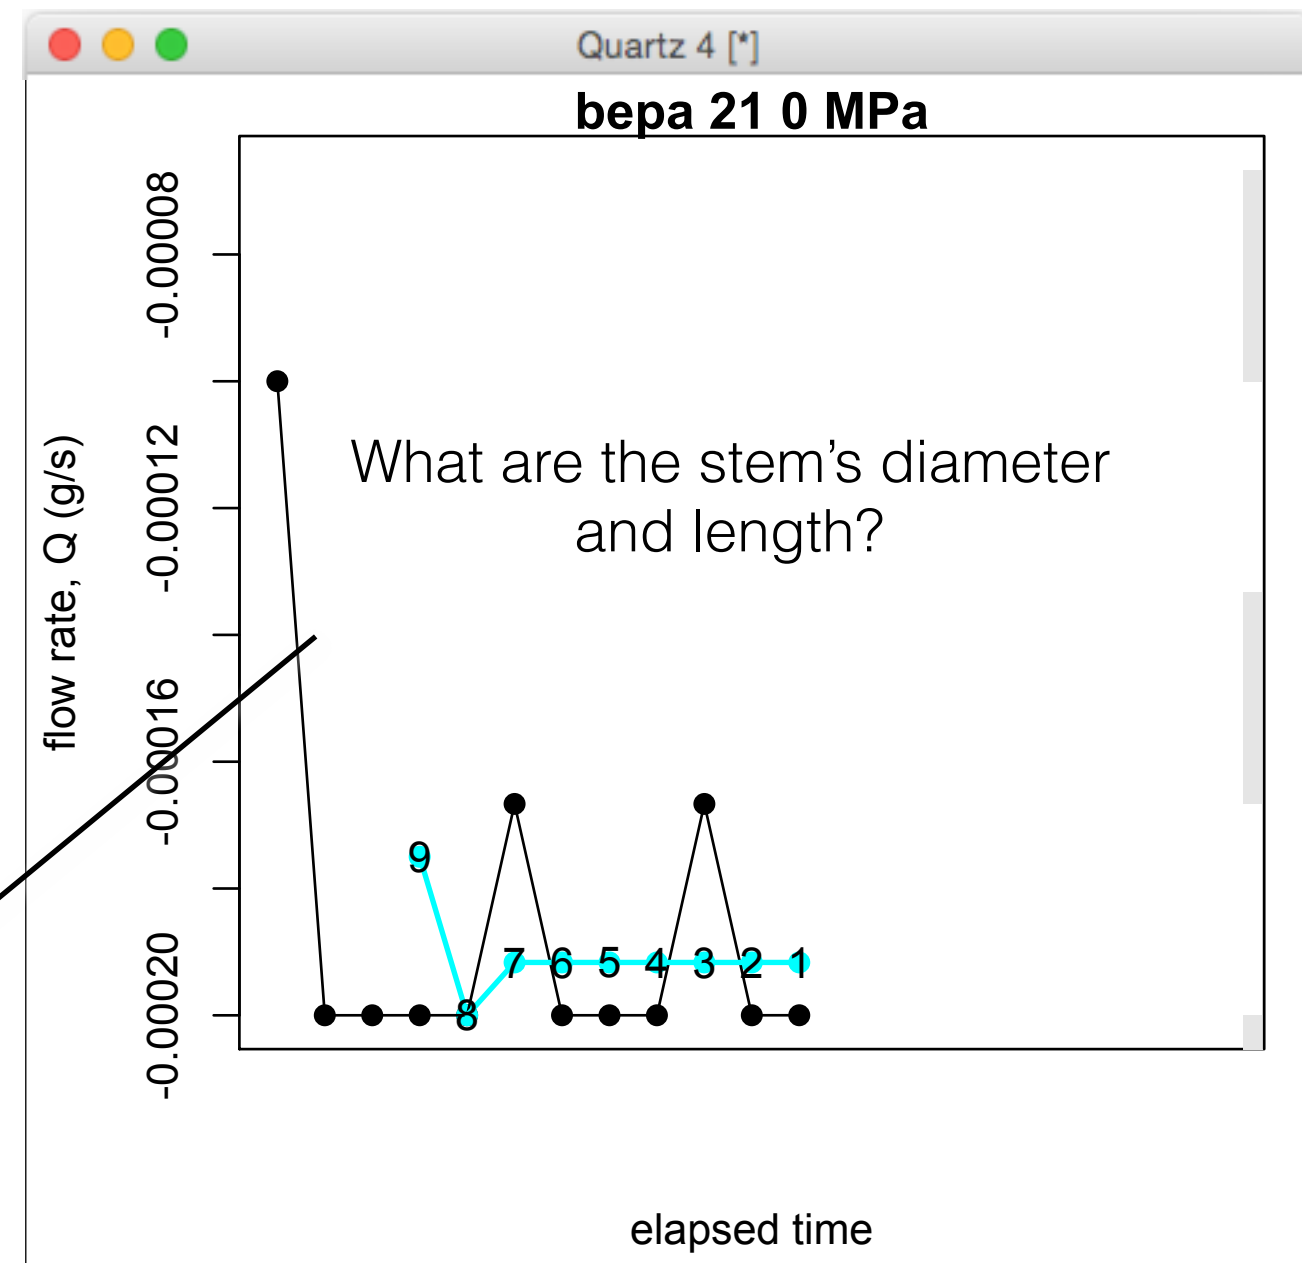 Quartz 4 [*]
bepa 21 0 MPa
-0.00008
-0.00012
-0.00016
-0.00020
flow rate, Q (g/s)
What are the stem’s diameter
and length?
9
8
7 6 5 4 3 2 1
elapsed time